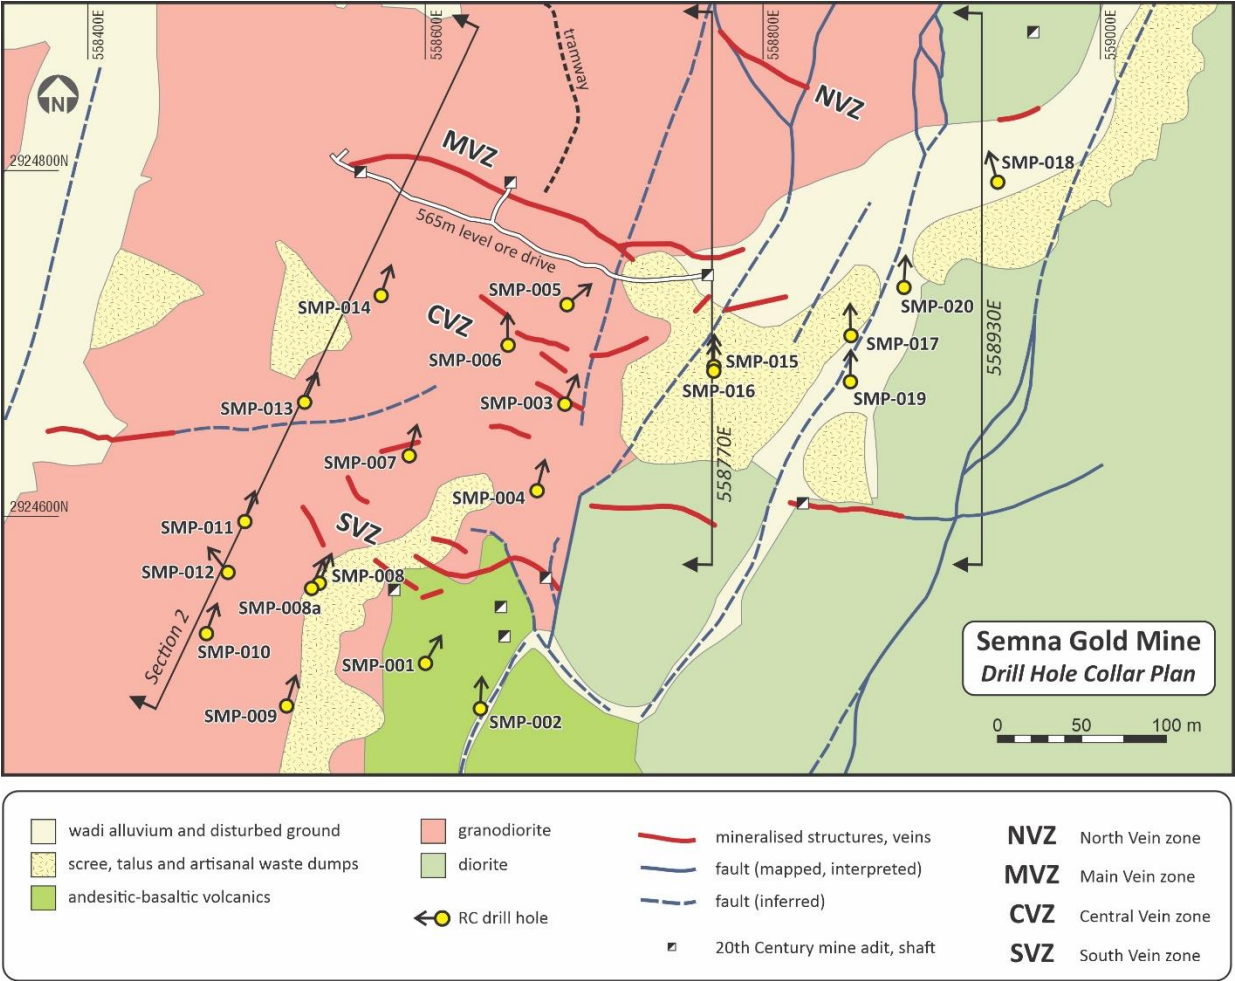 558400E
558600E
558800E
559000E
tramway
N
NVZ
MVZ
2924800N
SMP-018
565m level ore drive
SMP-005
SMP-014
CVZ
SMP-020
SMP-006
SMP-017
558930E
SMP-015
SMP-016
SMP-019
SMP-003
SMP-013
SMP-007
558770E
SMP-004
2924600N
SMP-011
SVZ
SMP-012
SMP-008
SMP-008a
Section 2
SMP-010
SMP-001
SMP-009
SMP-002
Semna Gold Mine
Drill Hole Collar Plan
0 50 100 m
wadi alluvium and disturbed ground
scree, talus and artisanal waste dumps
andesitic-basaltic volcanics
granodiorite
diorite
RC drill hole
mineralised structures, veins
fault (mapped, interpreted)
fault (inferred)
20th Century mine adit, shaft
NVZ North Vein zone
MVZ Main Vein zone
CVZ Central Vein zone
SVZ South Vein zone